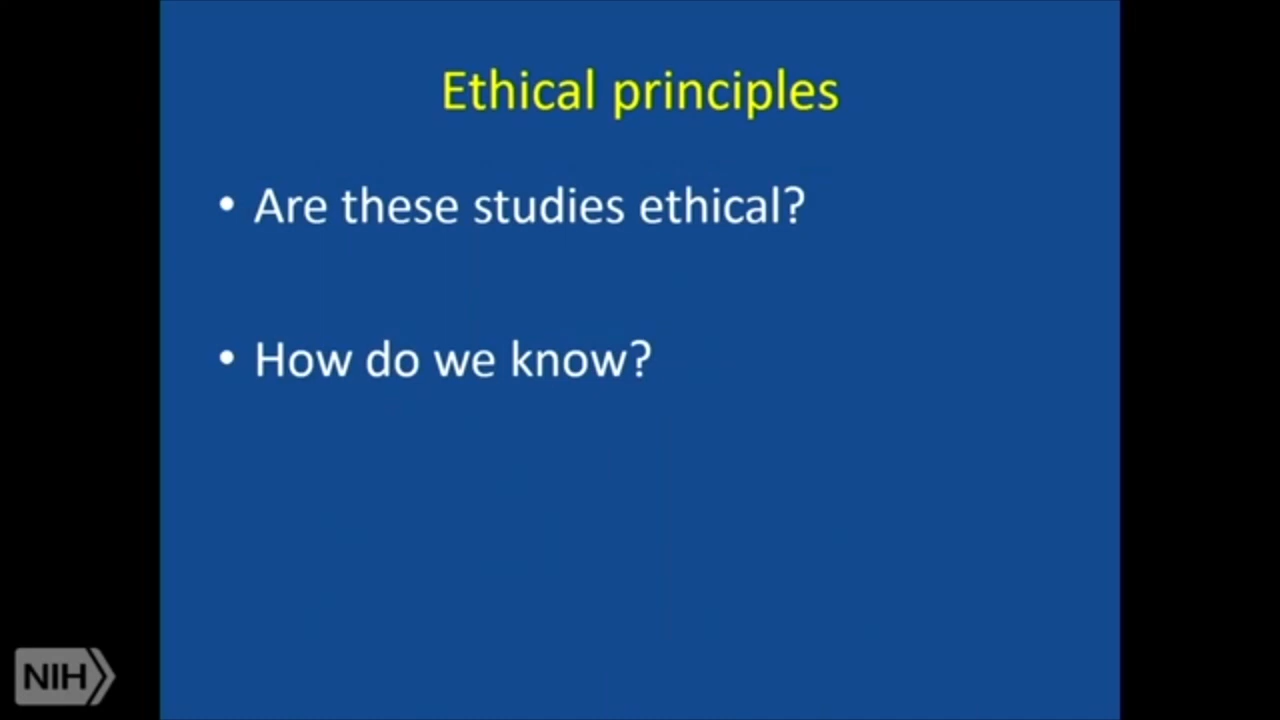 Ethical principles
• Are these studies ethical?
• How do we know?
NIH